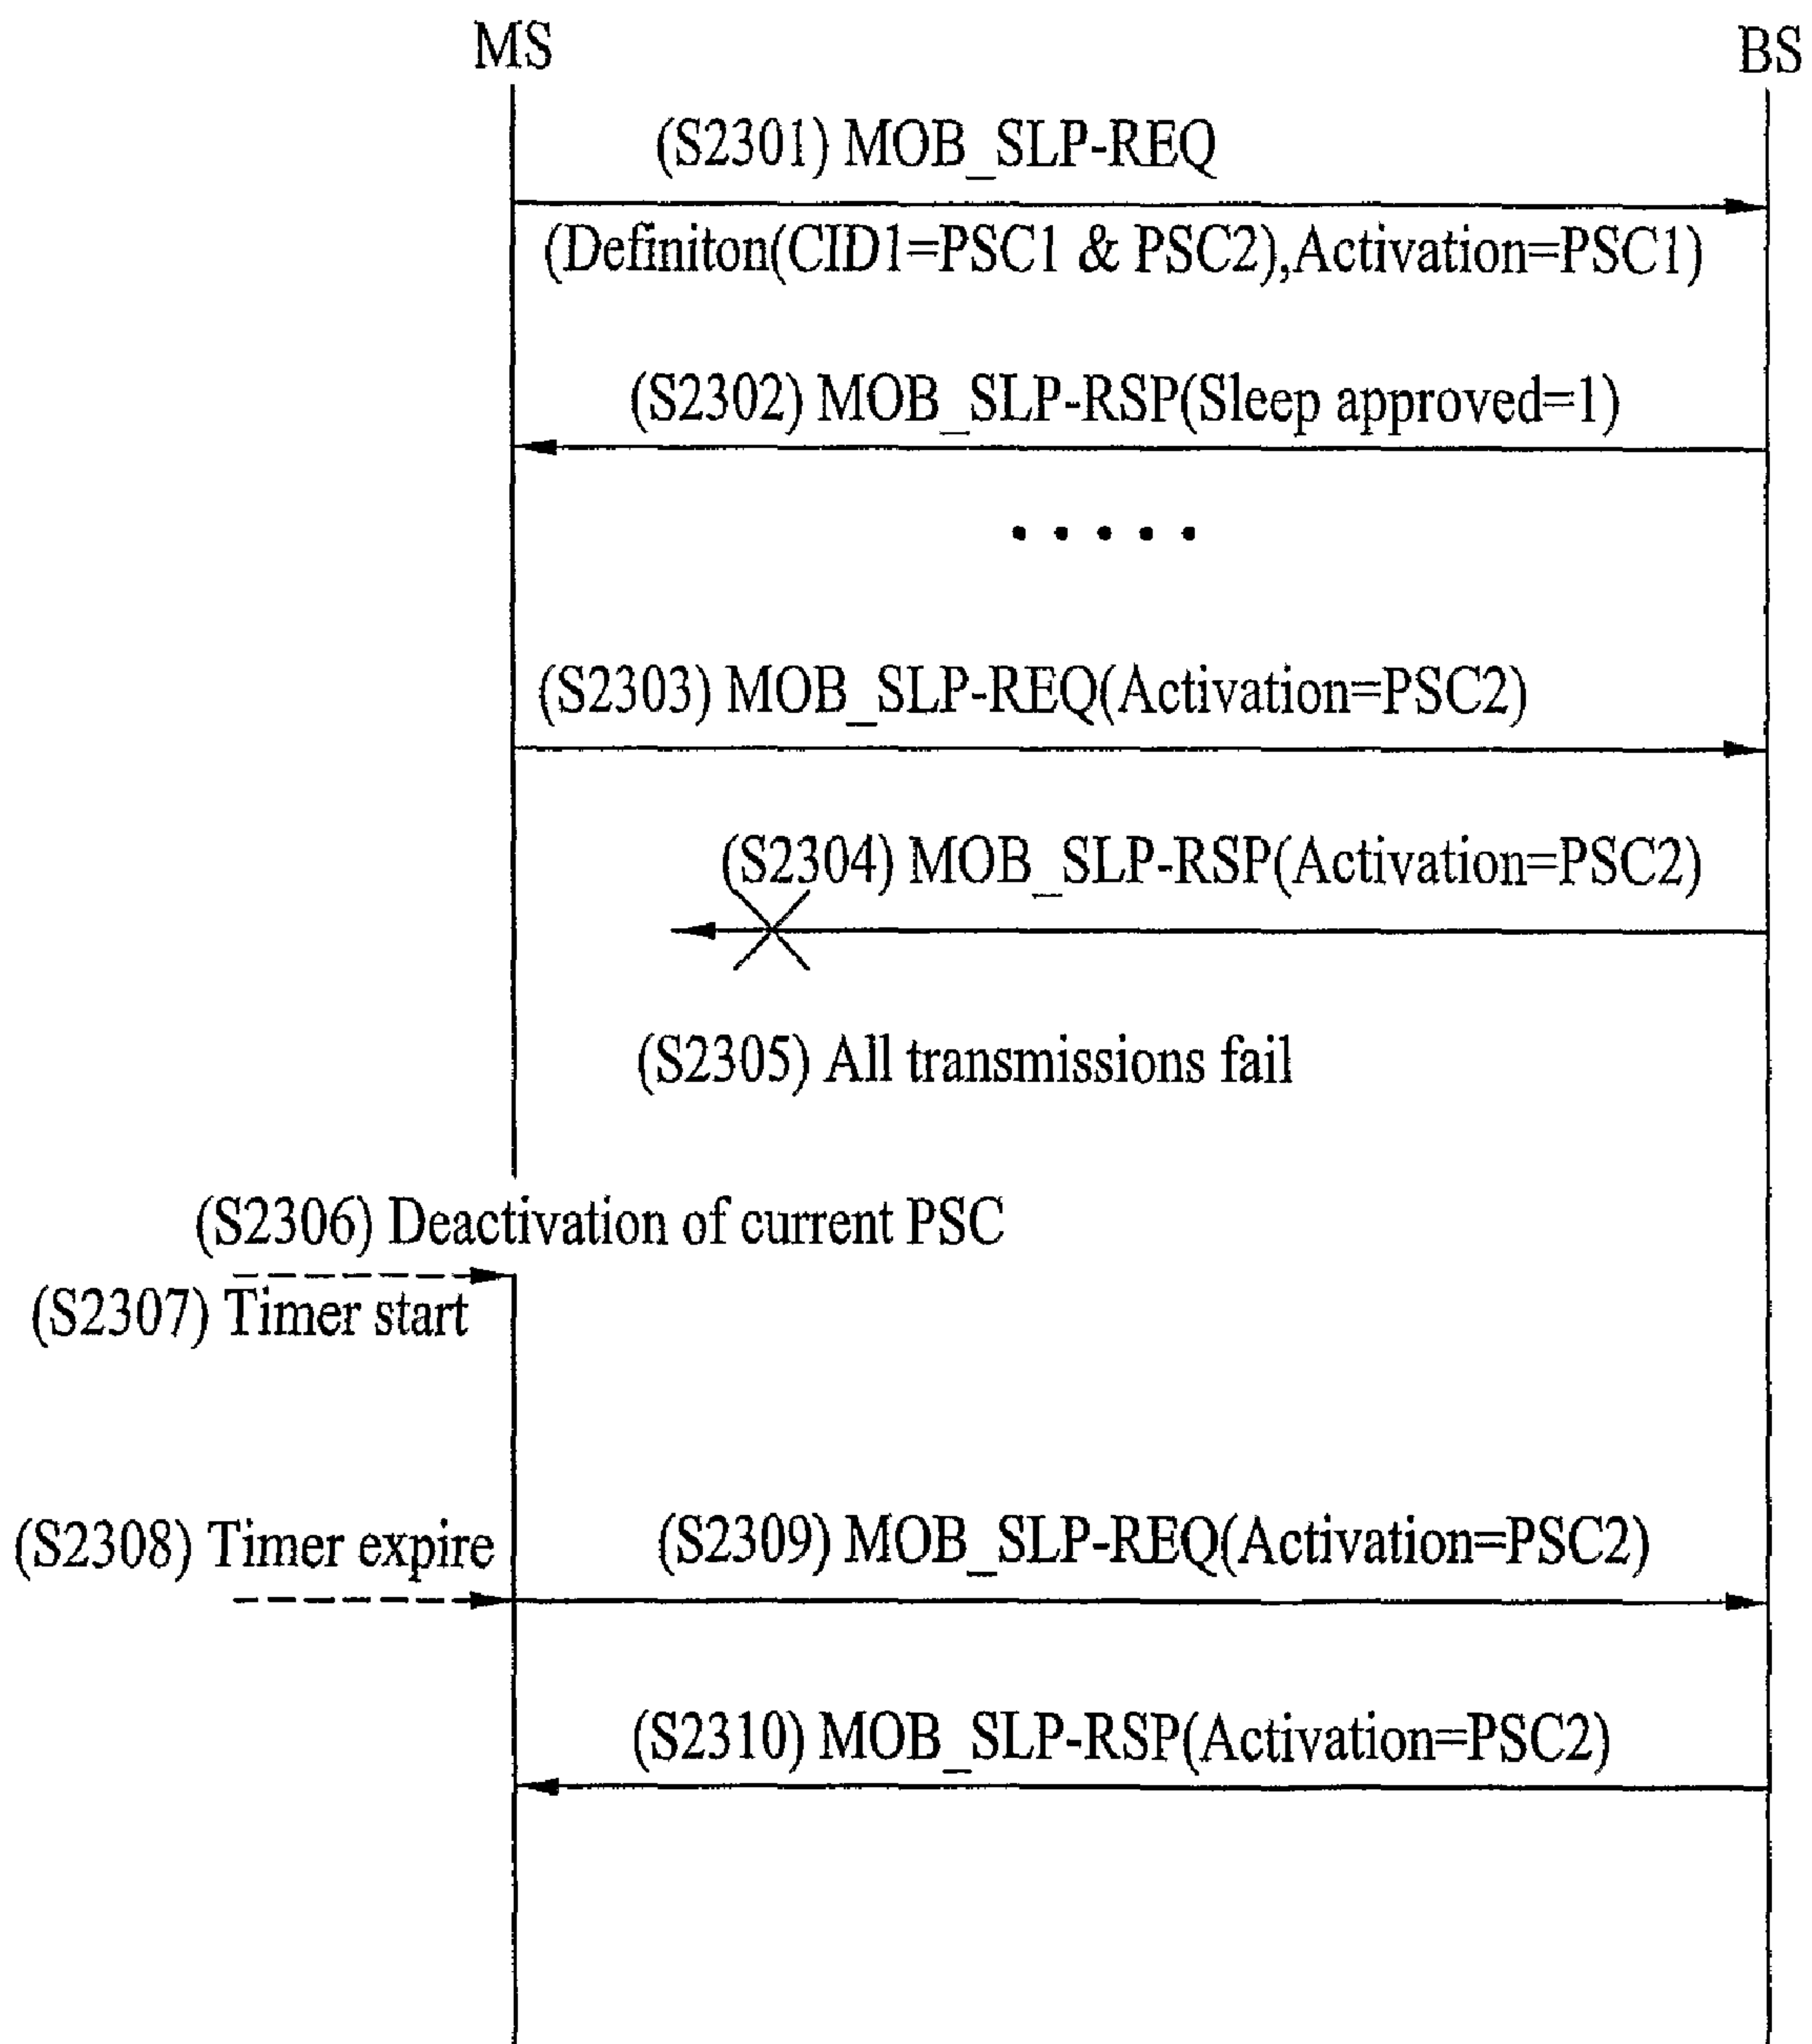 MS
BS
(S2301) MOB_SLP-REQ
(Definiton(CID1=PSC1 & PSC2),Activation=PSC1)
(S2302) MOB_SLP-RSP(Sleep approved=1)
(S2303) MOB_SLP-REQ(Activation=PSC2)
(S2304) MOB_SLP-RSP(Activation=PSC2)
(S2305) All transmissions fail
(S2306) Deactivation of current PSC
(S2307) Timer start
(S2308) Timer expire
(S2309) MOB_SLP-REQ(Activation=PSC2)
(S2310) MOB_SLP-RSP(Activation=PSC2)